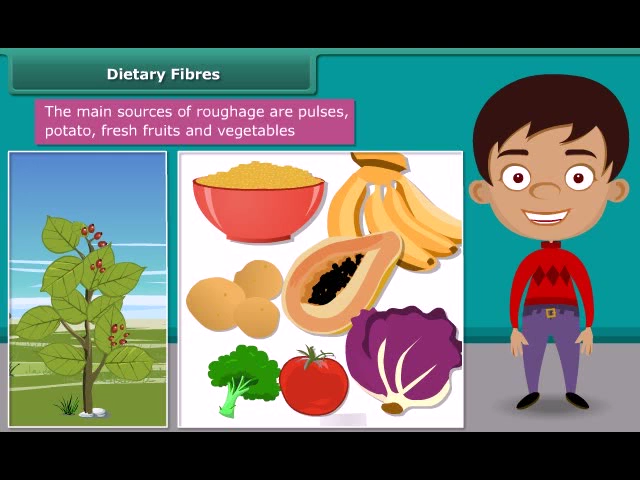 Dietary Fibres
The main sources of roughage are pulses,
potato, fresh fruits and vegetables